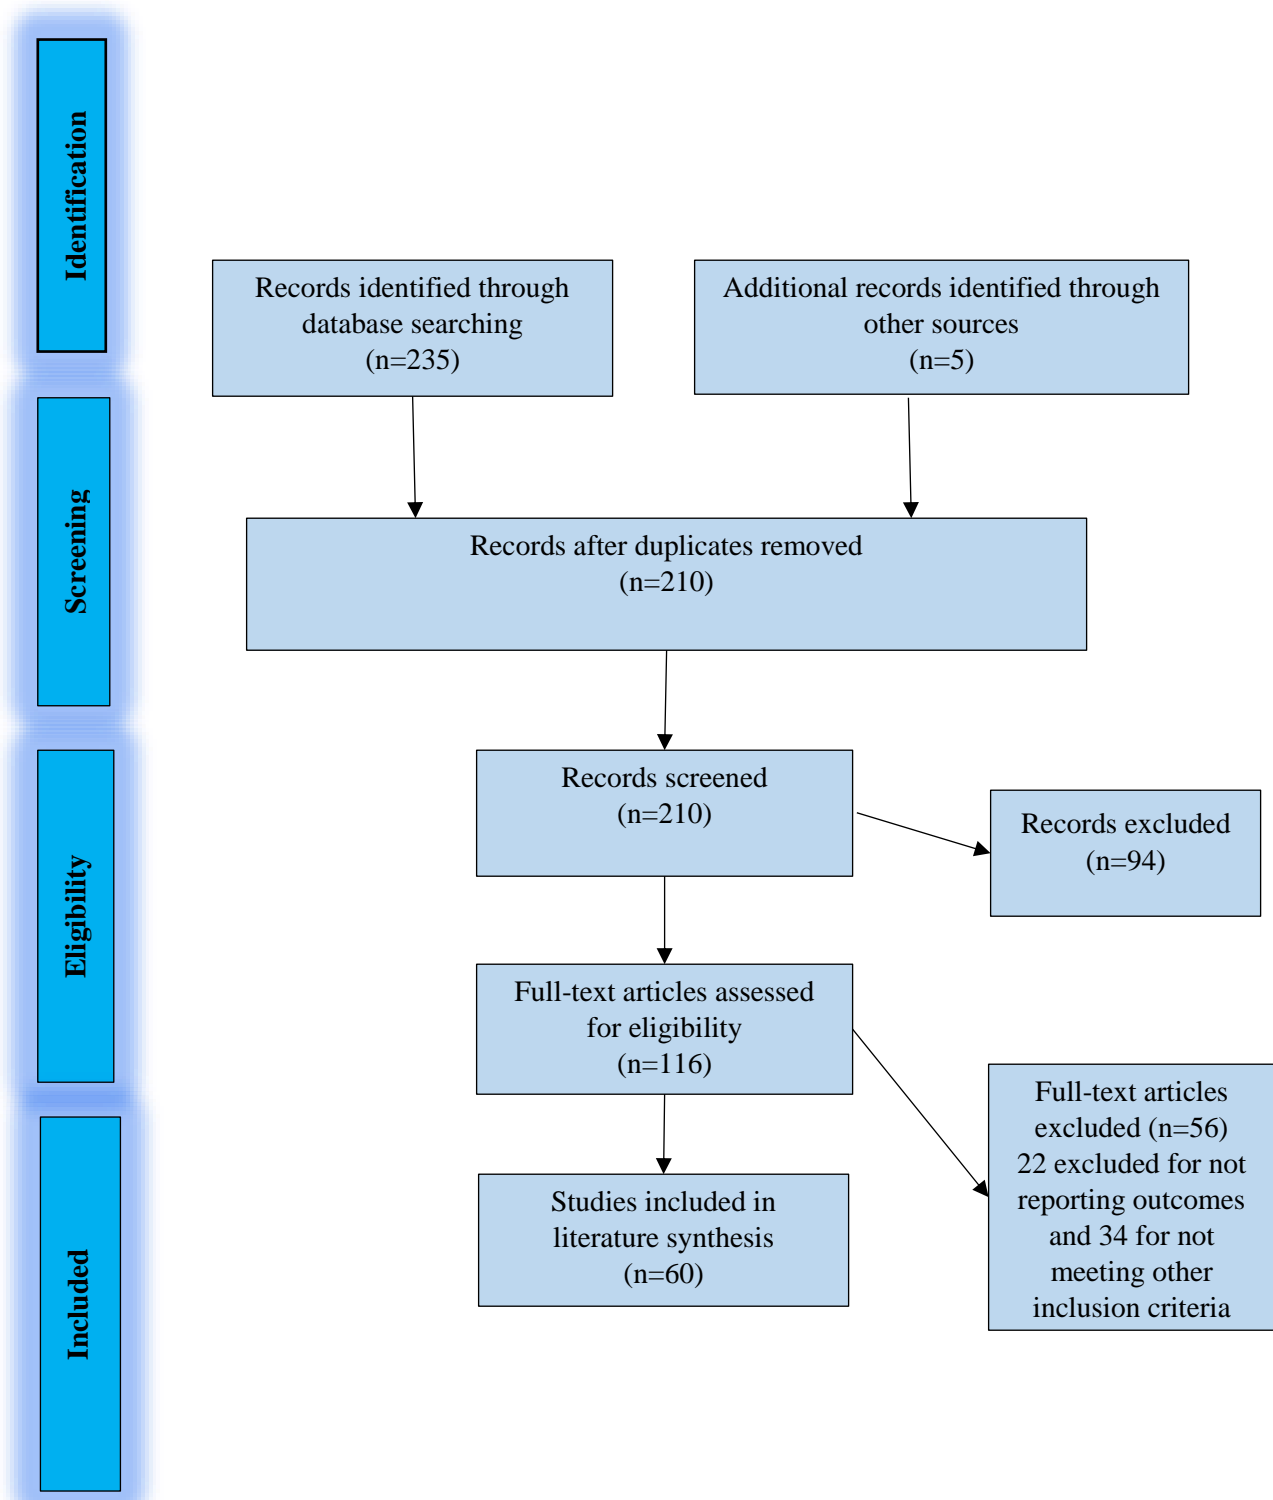 Identification
Records identified through
database searching
(n=235)
Additional records identified through
other sources
(n=5)
Screening
Records after duplicates removed
(n=210)
Eligibility
Records screened
(n=210)
Records excluded
(n=94)
Full-text articles assessed
for eligibility
(n=116)
Full-text articles
excluded (n=56)
22 excluded for not
reporting outcomes
and 34 for not
meeting other
inclusion criteria
Included
Studies included in
literature synthesis
(n=60)